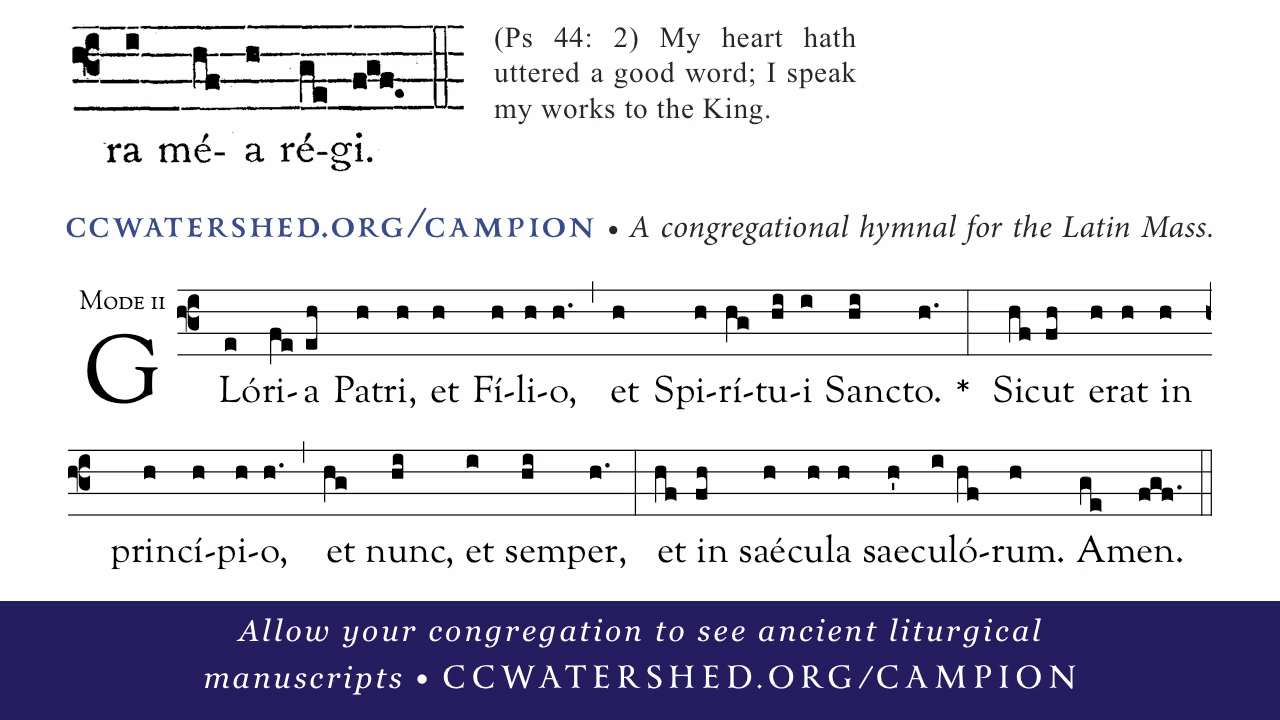 (Ps 44: 2) My heart hath
uttered a good word; I speak
my works to the King.
ra mé- a ré-gi.
CCWATERSHED.ORG/CAMPION • A congregational hymnal for the Latin Mass.
MODE II
GLóri-a Patri, et Fí-li-o, et Spi-rí-tu-i Sancto. * Sicut erat in
princí-pi-o, et nunc, et semper, et in saécula saeculó-rum. Amen.
Allow your congregation to see ancient liturgical
manuscripts • CCWATERSHED.ORG/CAMPION